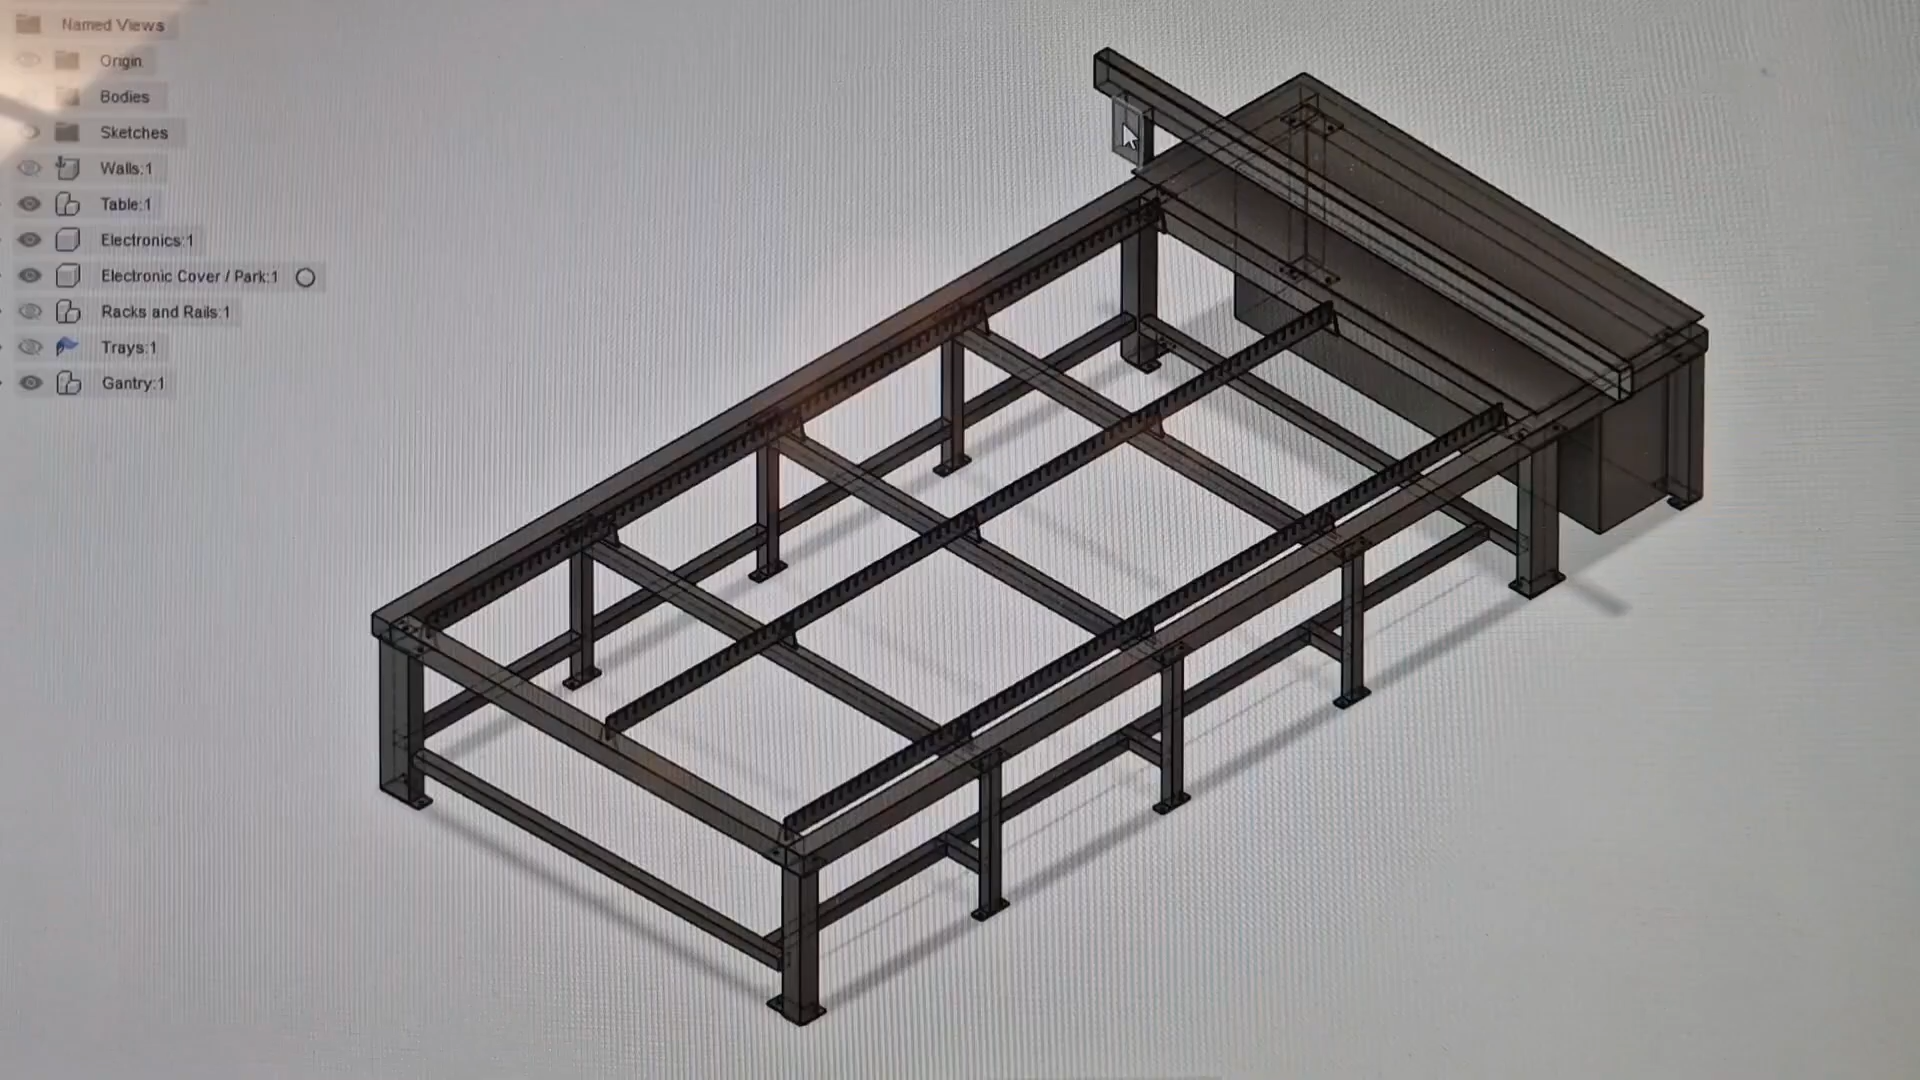 Named Views
Origin
Bodies
Sketches
Walls:1
Table:1
Electronics:1
Electronic Cover / Park:1
Racks and Rails:1
Trays:1
Gantry:1